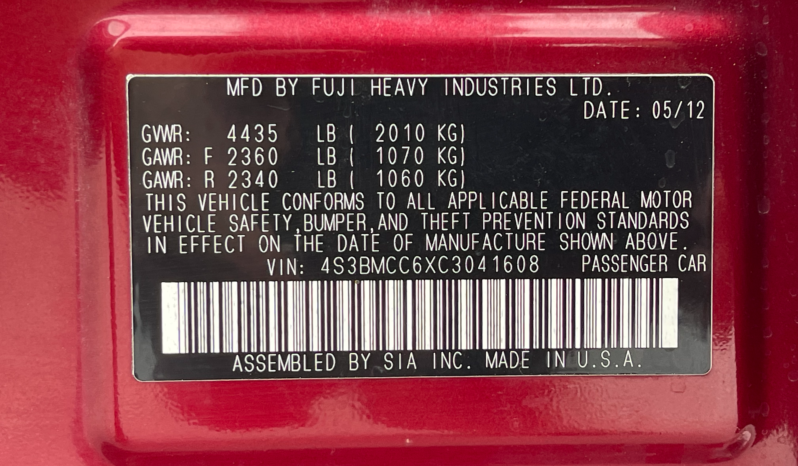 MFD BY FUJI HEAVY INDUSTRIES LTD.
DATE: 05/12
GVWR: 4435 LB ( 2010 KG)
GAWR: F 2360 LB ( 1070 KG)
GAWR: R 2340 LB ( 1060 KG)
THIS VEHICLE CONFORMS TO ALL APPLICABLE FEDERAL MOTOR
VEHICLE SAFETY,BUMPER,AND THEFT PREVENTION STANDARDS
IN EFFECT ON THE DATE OF MANUFACTURE SHOWN ABOVE.
VIN: 4S3BMCC6XC3041608 PASSENGER CAR
ASSEMBLED BY SIA INC. MADE IN U.S.A.